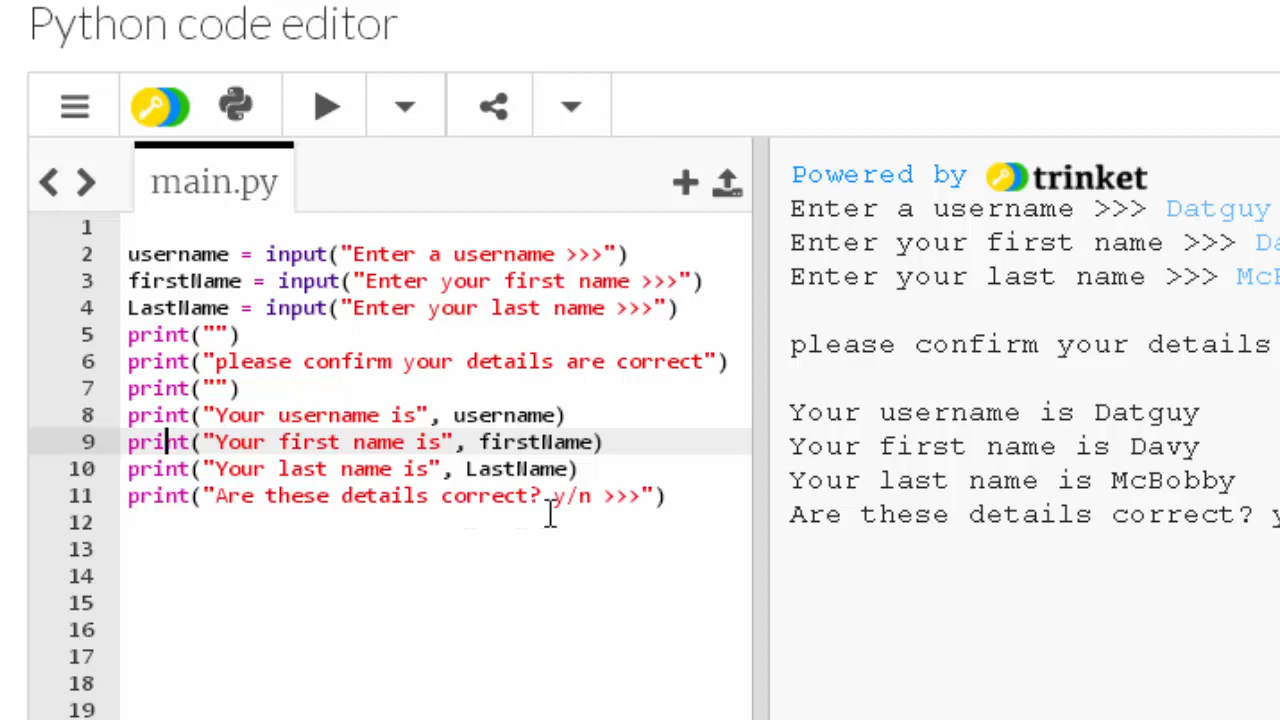 Python code editor
main.py
1
2 username = input("Enter a username >>>")
3 firstName = input("Enter your first name >>>")
4 LastName = input("Enter your last name >>>")
5 print("")
6 print("please confirm your details are correct")
7 print("")
8 print("Your username is", username)
9 print("Your first name is", firstName)
10 print("Your last name is", LastName)
11 print("Are these details correct? y/n >>>")
12
13
14
15
16
17
18
19
Powered by trinket
Enter a username >>> Datguy
Enter your first name >>> Da
Enter your last name >>> McB
please confirm your details
Your username is Datguy
Your first name is Davy
Your last name is McBobby
Are these details correct? y